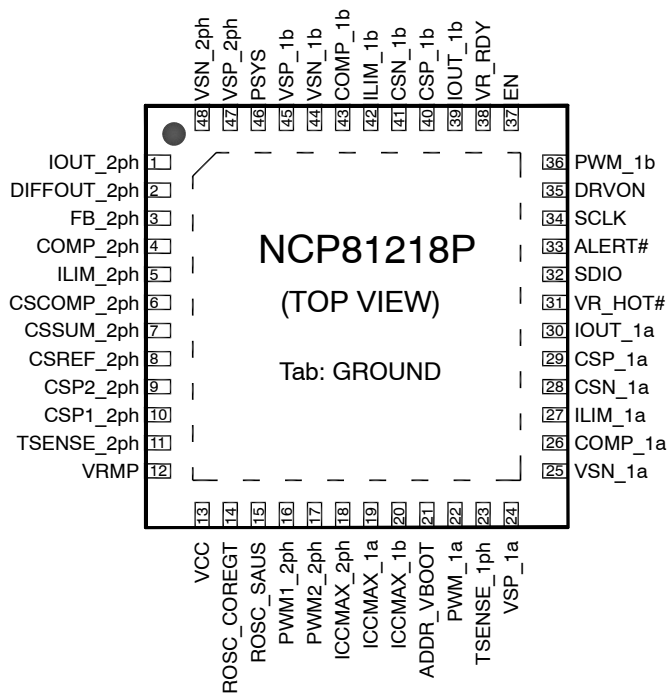 VSN_2ph
VSP_2ph
PSYS
VSP_1b
VSN_1b
COMP_1b
ILIM_1b
CSN_1b
CSP_1b
IOUT_1b
VR_RDY
EN
48
47
46
45
44
43
42
41
40
39
38
37
IOUT_2ph 1
DIFFOUT_2ph 2
FB_2ph 3
COMP_2ph 4
ILIM_2ph 5
CSCOMP_2ph 6
CSSUM_2ph 7
CSREF_2ph 8
CSP2_2ph 9
CSP1_2ph 10
TSENSE_2ph 11
VRMP 12
NCP81218P
(TOP VIEW)
Tab: GROUND
36 PWM_1b
35 DRVON
34 SCLK
33 ALERT#
32 SDIO
31 VR_HOT#
30 IOUT_1a
29 CSP_1a
28 CSN_1a
27 ILIM_1a
26 COMP_1a
25 VSN_1a
13
14
15
16
17
18
19
20
21
22
23
24
VCC
ROSC_COREGT
ROSC_SAUS
PWM1_2ph
PWM2_2ph
ICCMAX_2ph
ICCMAX_1a
ICCMAX_1b
ADDR_VBOOT
PWM_1a
TSENSE_1ph
VSP_1a